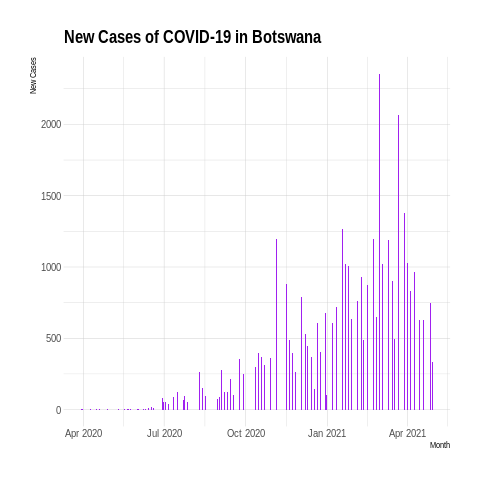 New Cases of COVID-19 in Botswana
New Cases
2000
1500
1000
500
0
Apr 2020 Jul 2020 Oct 2020 Jan 2021 Apr 2021
Month